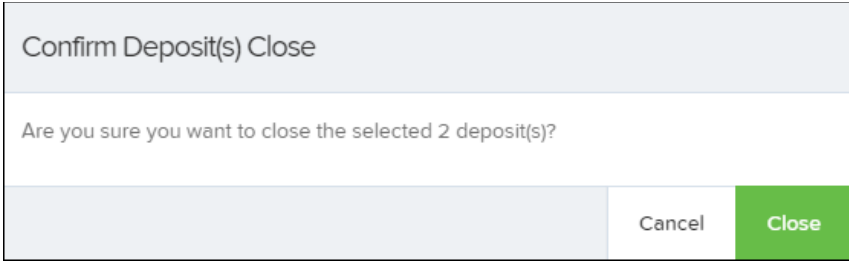 Confirm Deposit(s) Close
Are you sure you want to close the selected 2 deposit(s)?
Cancel Close